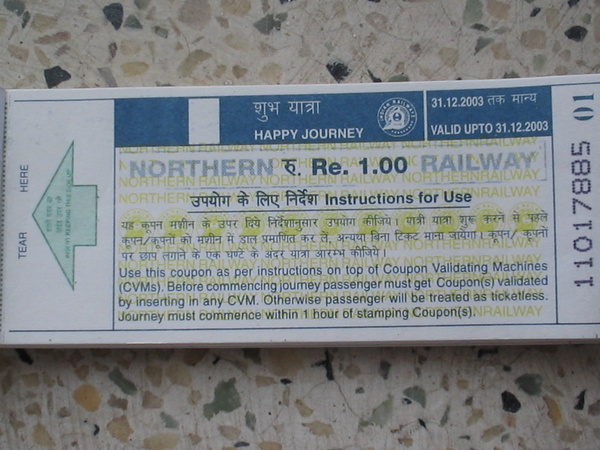 शुभ यात्रा
HAPPY JOURNEY
INDIAN RAILWAYS
31.12.2003 तक मान्य
VALID UPTO 31.12.2003
01
11017885
TEAR HERE
NORTHERN रु. Re. 1.00 RAILWAY
उपयोग के लिए निर्देश Instructions for Use
यह कूपन मशीन के उपर दिये निर्देशानुसार उपयोग कीजिये। यात्री यात्रा शुरू करने से पहले
कूपन/कूपनों को मशीन से डाल प्रमाणित कर लें, अन्यथा बिना टिकट माना जायेगा। कूपन/ कूपनों
पर छाप लगाने के एक घण्टे के अंदर यात्रा आरम्भ कीजिये।
Use this coupon as per instructions on top of Coupon Validating Machines
(CVMs). Before commencing journey passenger must get Coupon(s) validated
by inserting in any CVM. Otherwise passenger will be treated as ticketless.
Journey must commence within 1 hour of stamping Coupon(s).